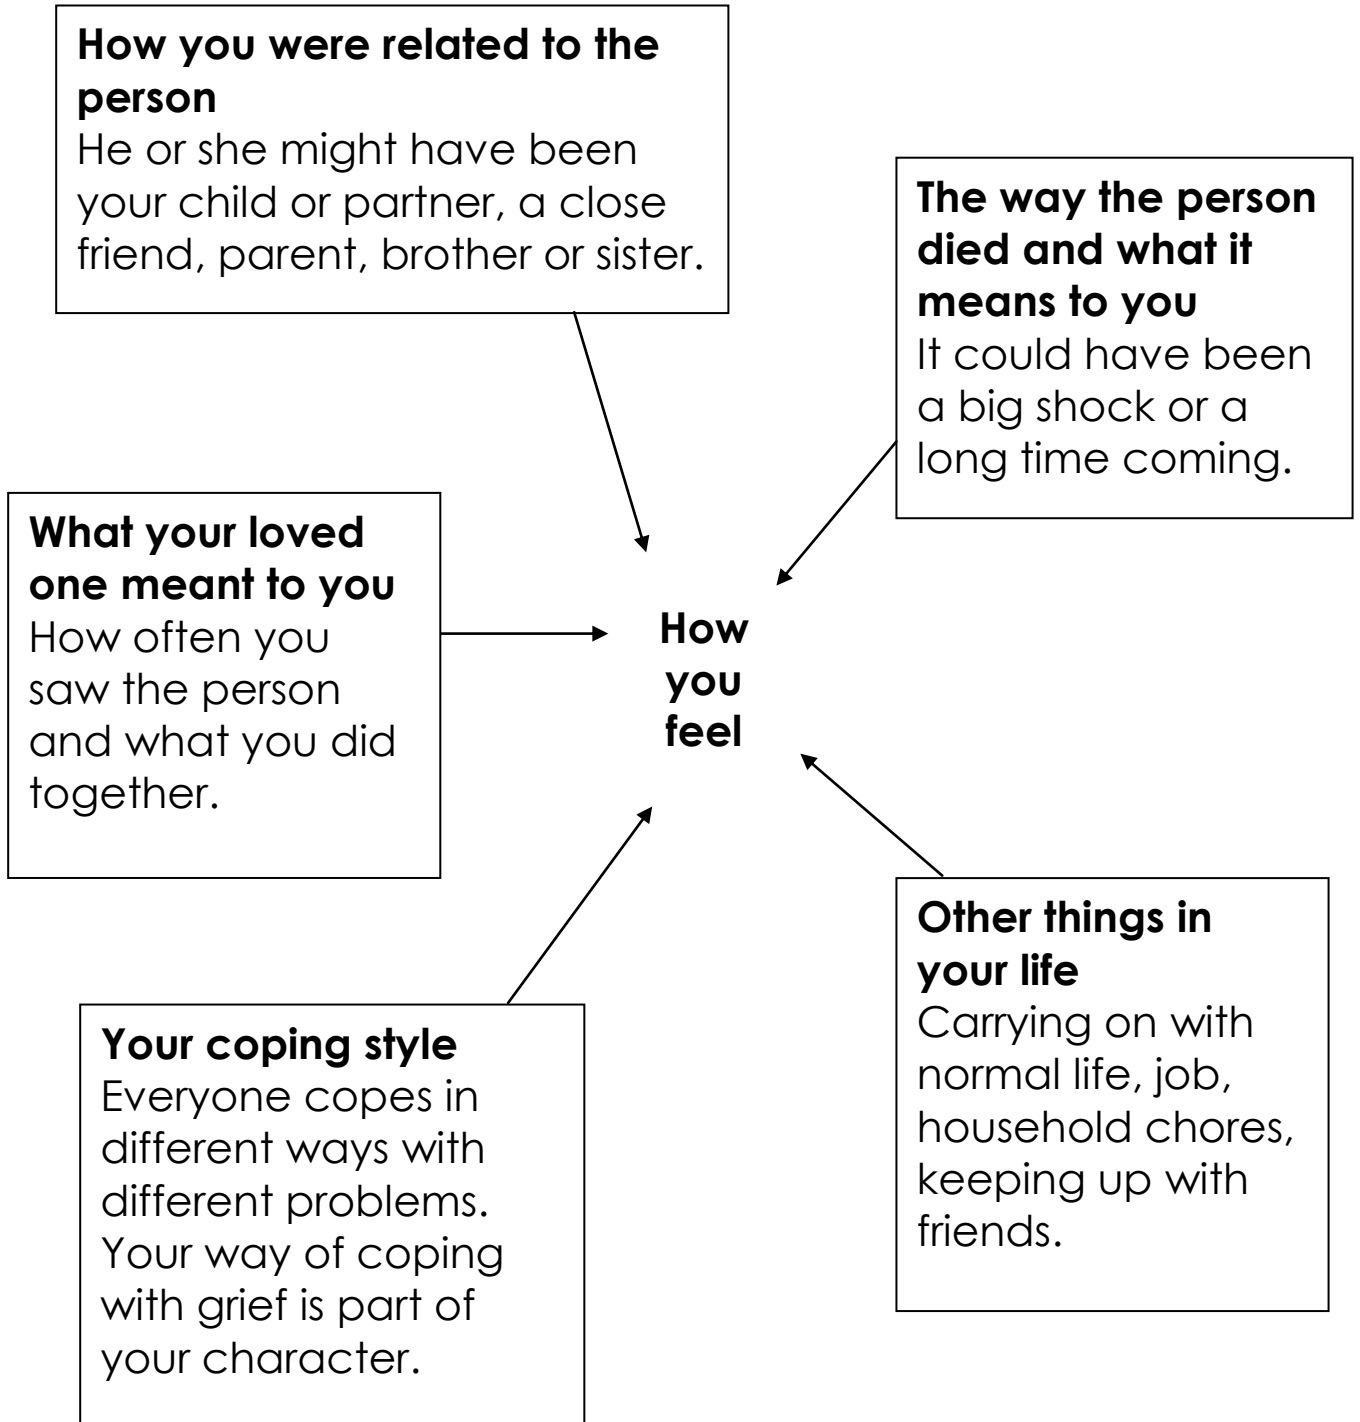 How you were related to the
person
He or she might have been
your child or partner, a close
friend, parent, brother or sister.
The way the person
died and what it
means to you
It could have been
a big shock or a
long time coming.
What your loved
one meant to you
How often you
saw the person
and what you did
together.
How
you
feel
Other things in
your life
Carrying on with
normal life, job,
household chores,
keeping up with
friends.
Your coping style
Everyone copes in
different ways with
different problems.
Your way of coping
with grief is part of
your character.